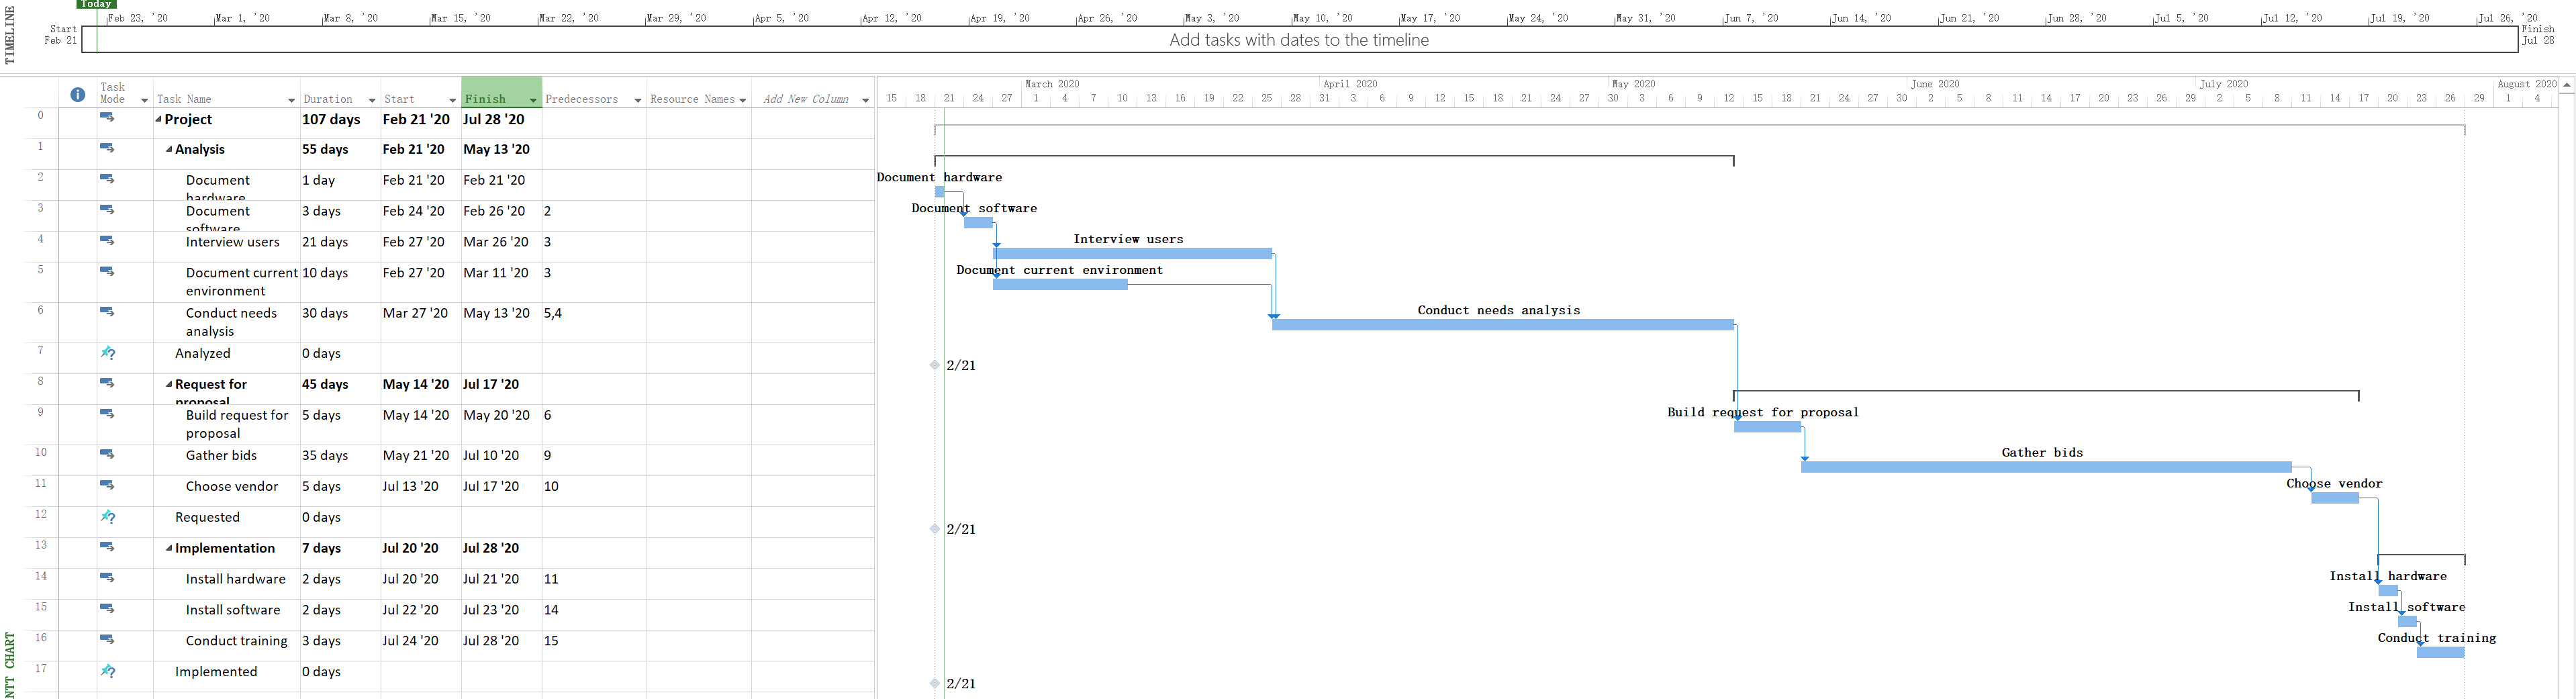 Today
Feb 23, '20 Mar 1, '20 Mar 8, '20 Mar 15, '20 Mar 22, '20 Mar 29, '20 Apr 5, '20 Apr 12, '20 Apr 19, '20 Apr 26, '20 May 3, '20 May 10, '20 May 17, '20 May 24, '20 May 31, '20 Jun 7, '20 Jun 14, '20 Jun 21, '20 Jun 28, '20 Jul 5, '20 Jul 12, '20 Jul 19, '20 Jul 26, '20
TIMELINE
Start
Feb 21
Add tasks with dates to the timeline
Finish
Jul 28
Task Mode Task Name Duration Start Finish Predecessors Resource Names Add New Column
March 2020 April 2020 May 2020 June 2020 July 2020 August 2020
15 18 21 24 27 1 4 7 10 13 16 19 22 25 28 31 3 6 9 12 15 18 21 24 27 30 3 6 9 12 15 18 21 24 27 30 2 5 8 11 14 17 20 23 26 29 2 5 8 11 14 17 20 23 26 29 1 4
0 Project 107 days Feb 21 '20 Jul 28 '20
1 Analysis 55 days Feb 21 '20 May 13 '20
2 Document hardware 1 day Feb 21 '20 Feb 21 '20
Document hardware
3 Document software 3 days Feb 24 '20 Feb 26 '20 2
Document software
4 Interview users 21 days Feb 27 '20 Mar 26 '20 3
Interview users
5 Document current environment 10 days Feb 27 '20 Mar 11 '20 3
Document current environment
6 Conduct needs analysis 30 days Mar 27 '20 May 13 '20 5,4
Conduct needs analysis
7 Analyzed 0 days
2/21
8 Request for proposal 45 days May 14 '20 Jul 17 '20
9 Build request for proposal 5 days May 14 '20 May 20 '20 6
Build request for proposal
10 Gather bids 35 days May 21 '20 Jul 10 '20 9
Gather bids
11 Choose vendor 5 days Jul 13 '20 Jul 17 '20 10
Choose vendor
12 Requested 0 days
2/21
13 Implementation 7 days Jul 20 '20 Jul 28 '20
14 Install hardware 2 days Jul 20 '20 Jul 21 '20 11
Install hardware
15 Install software 2 days Jul 22 '20 Jul 23 '20 14
Install software
16 Conduct training 3 days Jul 24 '20 Jul 28 '20 15
Conduct training
17 Implemented 0 days
2/21
NTT CHART